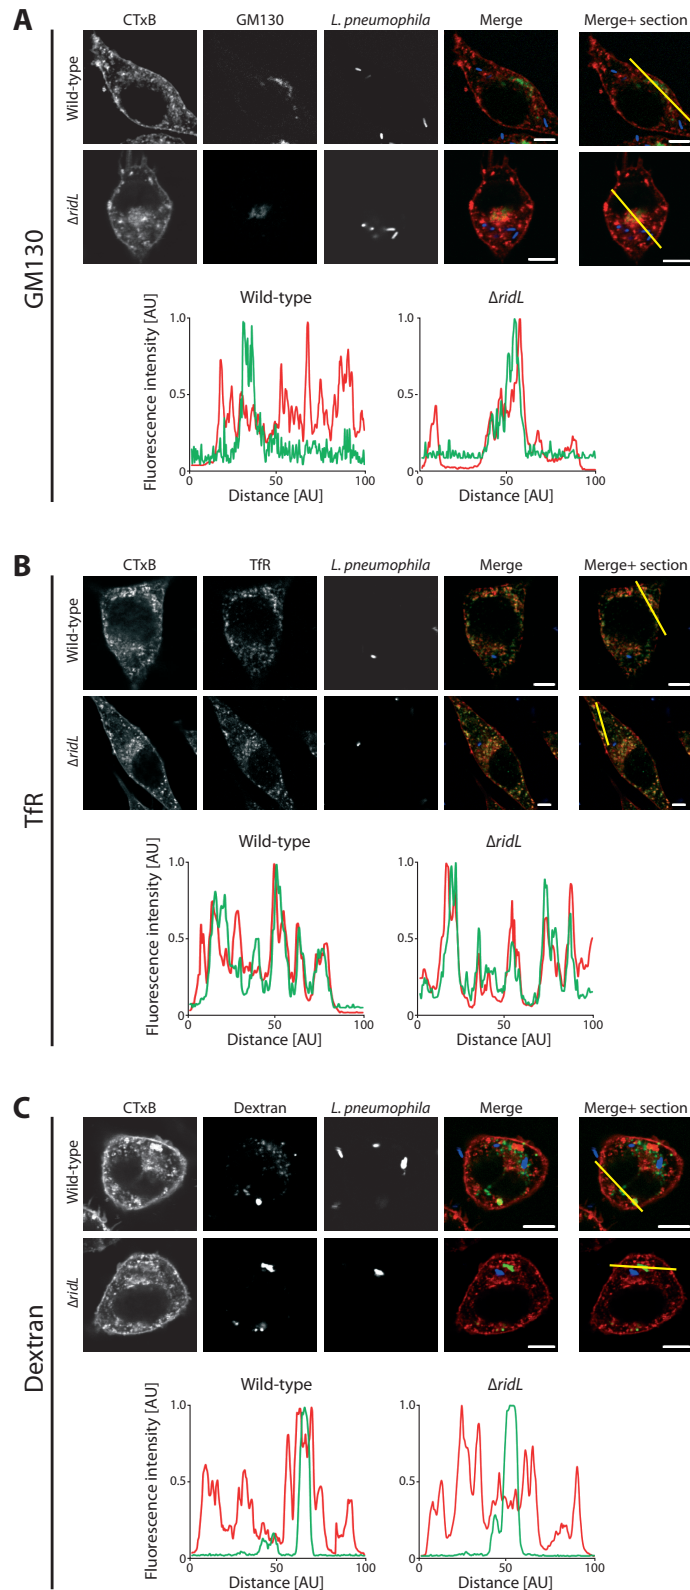 A
CTxB GM130 L. pneumophila Merge Merge+ section
Wild-type
ΔridL
GM130
Wild-type ΔridL
Fluorescence intensity [AU]
1.0 1.0
0.5 0.5
0 0
0 50 100 0 50 100
Distance [AU] Distance [AU]
B
CTxB TfR L. pneumophila Merge Merge+ section
Wild-type
ΔridL
TfR
Wild-type ΔridL
Fluorescence intensity [AU]
1.0 1.0
0.5 0.5
0 0
0 50 100 0 50 100
Distance [AU] Distance [AU]
C
CTxB Dextran L. pneumophila Merge Merge+ section
Wild-type
ΔridL
Dextran
Wild-type ΔridL
Fluorescence intensity [AU]
1.0 1.0
0.5 0.5
0 0
0 50 100 0 50 100
Distance [AU] Distance [AU]